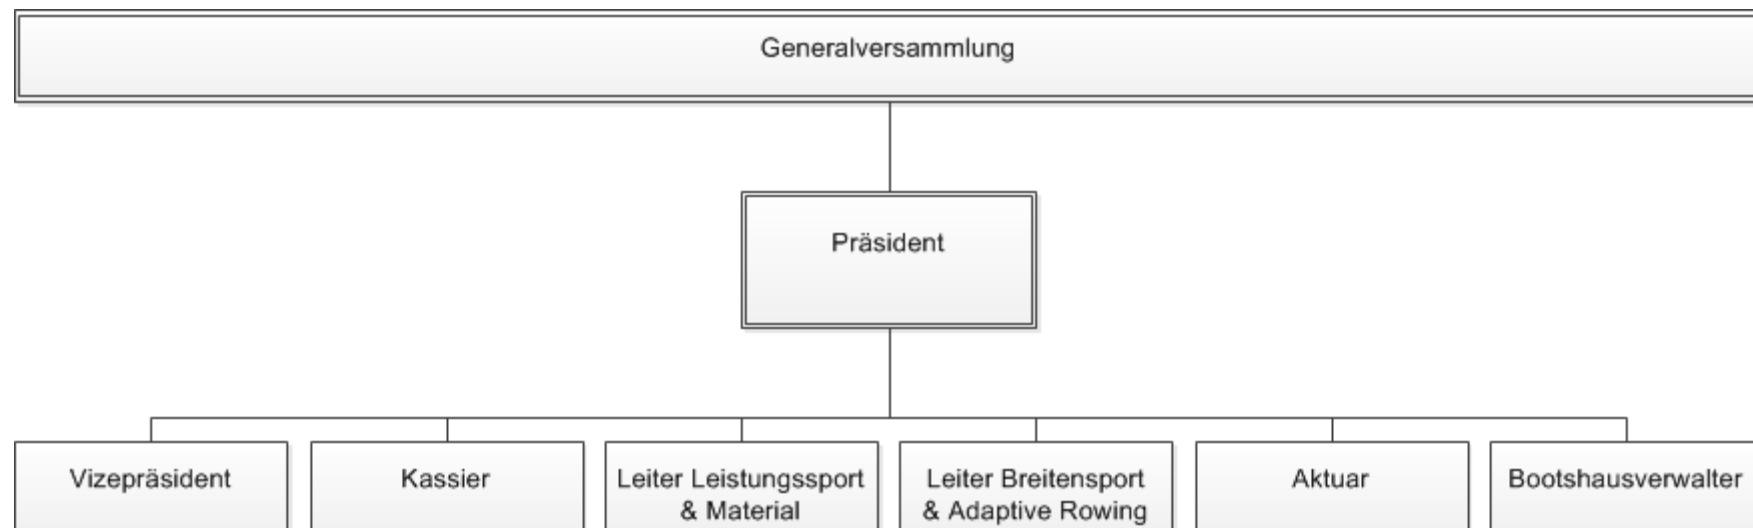 Generalversammlung
Präsident
Vizepräsident
Kassier
Leiter Leistungssport
& Material
Leiter Breitensport
& Adaptive Rowing
Aktuar
Bootshausverwalter